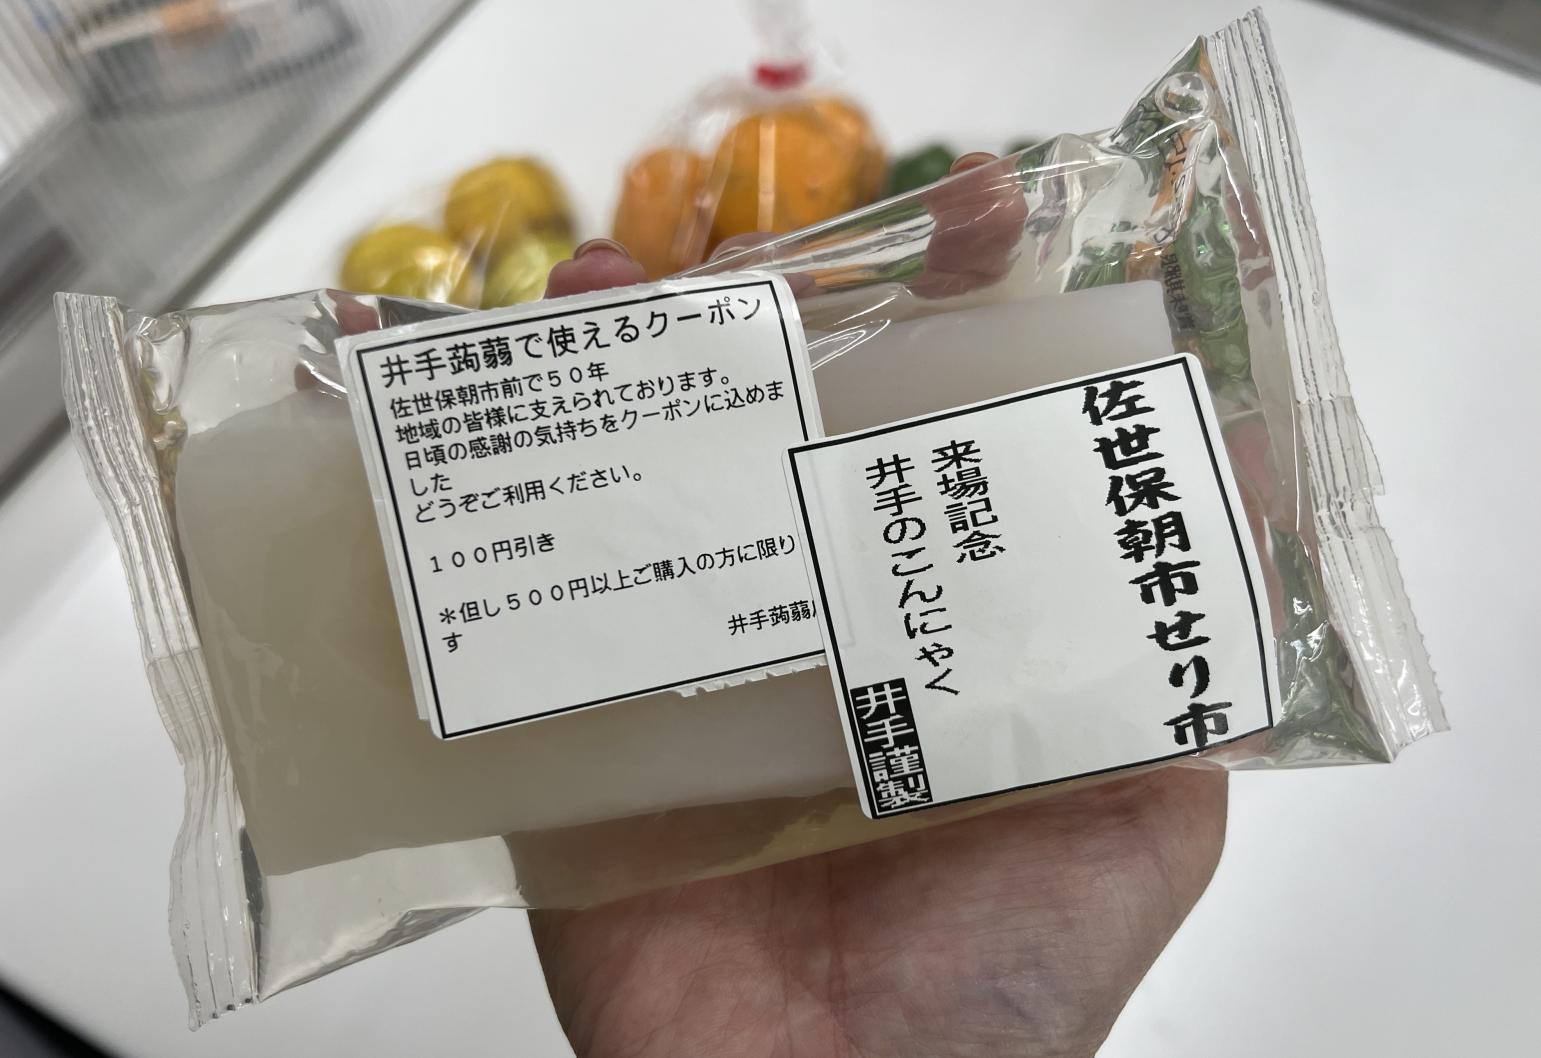 井手蒟蒻で使えるクーポン
佐世保朝市前で５０年
地域の皆様に支えられております。
日頃の感謝の気持ちをクーポンに込めま
した
どうぞご利用ください。
１００円引き
＊但し５００円以上ご購入の方に限り
す
井手蒟蒻
佐世保朝市せり市
来場記念
井手のこんにゃく
井手謹製